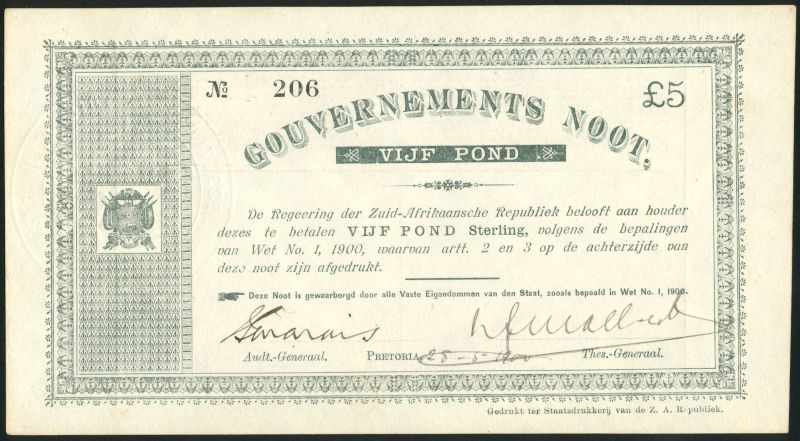 No 206
£5
GOUVERNEMENTS NOOT,
VIJF POND
De Regeering der Zuid-Afrikaansche Republiek belooft aan houder
dezes te betalen VIJF POND Sterling, volgens de bepalingen
van Wet No. 1, 1900, waarvan artt. 2 en 3 op de achterzijde van
deze noot zijn afgedrukt.
Deze Noot is gewaarborgd door alle Vaste Eigendommen van den Staat, zooals bepaald in Wet No. 1, 1900.
Audt.-Generaal. PRETORIA 28-5-1900 Thes.-Generaal.
Gedrukt ter Staatsdrukkerij van de Z. A. Republiek.